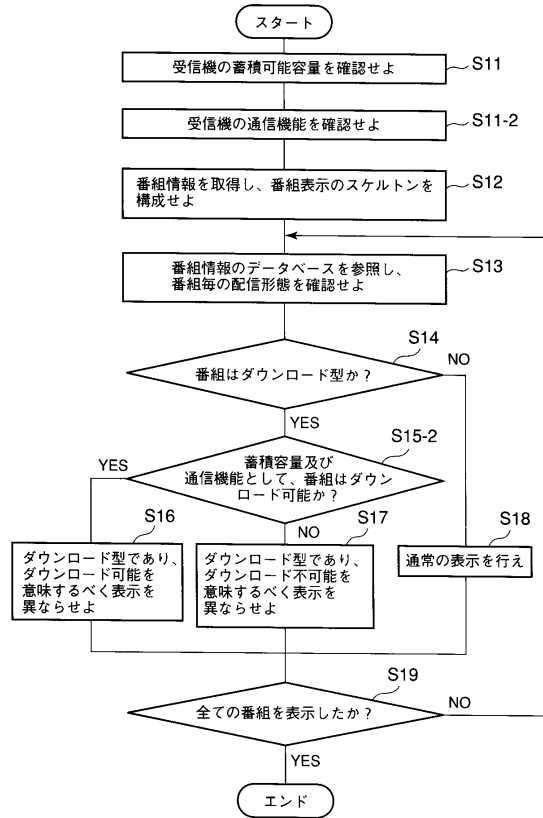 スタート
受信機の蓄積可能容量を確認せよ
S11
受信機の通信機能を確認せよ
S11-2
番組情報を取得し、番組表示のスケルトンを
構成せよ
S12
番組情報のデータベースを参照し、
番組毎の配信形態を確認せよ
S13
S14
番組はダウンロード型か？
NO
YES
S15-2
蓄積容量及び
通信機能として、番組はダウン
ロード可能か？
YES
NO
S16
ダウンロード型であり、
ダウンロード可能を
意味するべく表示を
異ならせよ
S17
ダウンロード型であり、
ダウンロード不可能を
意味するべく表示を
異ならせよ
S18
通常の表示を行え
S19
全ての番組を表示したか？
NO
YES
エンド